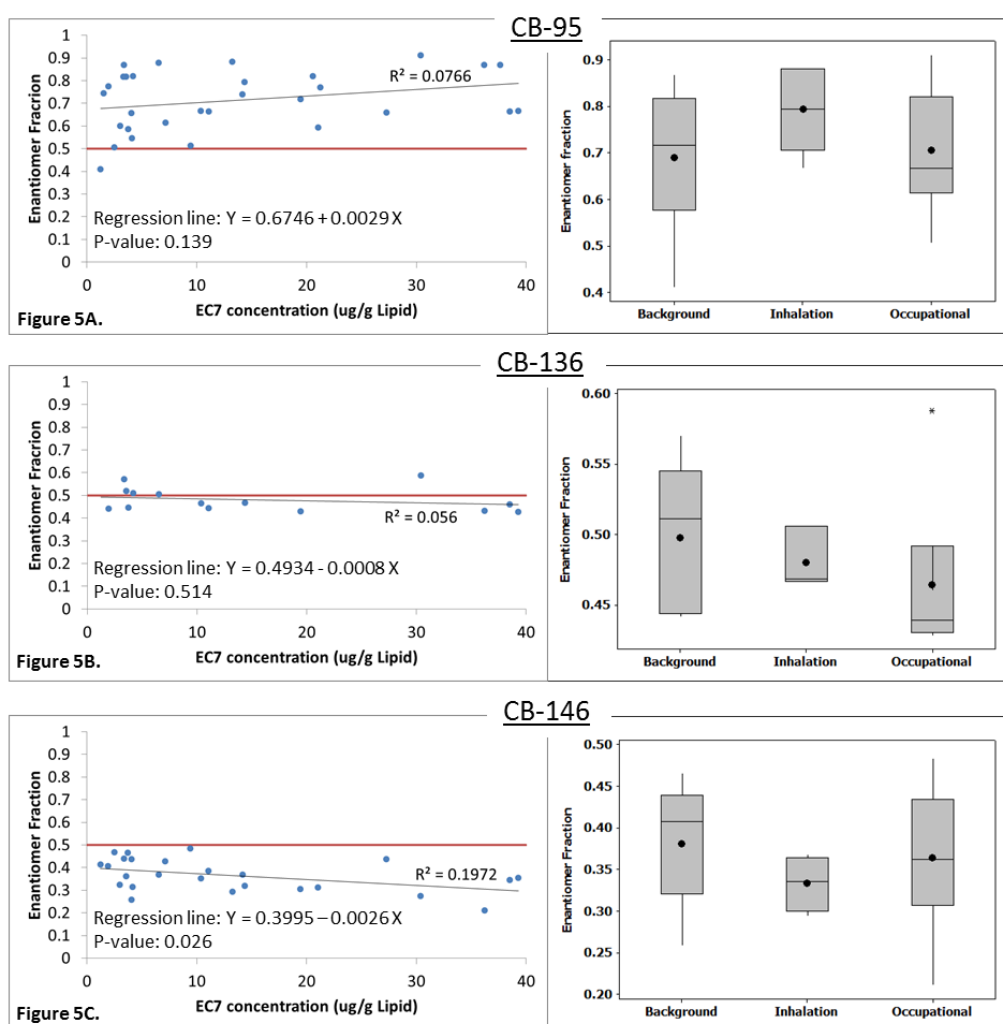 CB-95
Enantiomer Fracrion
1
0.9
0.8
0.7
0.6
0.5
0.4
0.3
0.2
0.1
0
R² = 0.0766
Regression line: Y = 0.6746 + 0.0029 X
P-value: 0.139
0 10 20 30 40
EC7 concentration (ug/g Lipid)
Figure 5A.
Enantiomer fraction
0.9
0.8
0.7
0.6
0.5
0.4
Background Inhalation Occupational
CB-136
Enantiomer Fracrion
1
0.9
0.8
0.7
0.6
0.5
0.4
0.3
0.2
0.1
0
R² = 0.056
Regression line: Y = 0.4934 - 0.0008 X
P-value: 0.514
0 10 20 30 40
EC7 concentration (ug/g Lipid)
Figure 5B.
Enantiomer Fraction
0.60
0.55
0.50
0.45
*
Background Inhalation Occupational
CB-146
Enantiomer Fraction
1
0.9
0.8
0.7
0.6
0.5
0.4
0.3
0.2
0.1
0
R² = 0.1972
Regression line: Y = 0.3995 – 0.0026 X
P-value: 0.026
0 10 20 30 40
EC7 concentration (ug/g Lipid)
Figure 5C.
Enantiomer Fraction
0.50
0.45
0.40
0.35
0.30
0.25
0.20
Background Inhalation Occupational